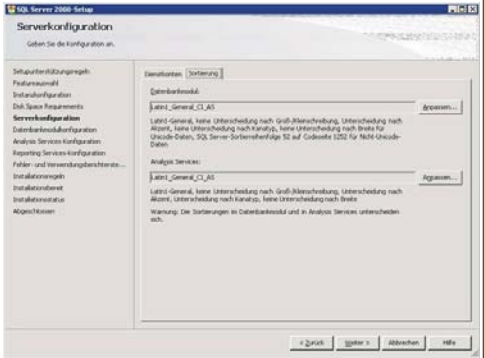 SQL Server 2008-Setup
Serverkonfiguration
Geben Sie die Konfiguration an.
Setupunterstützungsregeln
Featureauswahl
Instanzkonfiguration
Disk Space Requirements
Serverkonfiguration
Datenbankmodulkonfiguration
Analysis Services-Konfiguration
Reporting Services-Konfiguration
Fehler- und Verwendungsberichterste...
Installationsregeln
Installationsbereit
Installationsstatus
Abgeschlossen
Dienstkonten Sortierung
Datenbankmodul:
Latin1_General_CI_AS
Anpassen...
Latin1-General, keine Unterscheidung nach Groß-/Kleinschreibung, Unterscheidung nach
Akzent, keine Unterscheidung nach Kanatyp, keine Unterscheidung nach Breite für
Unicode-Daten, SQL Server-Sortierreihenfolge 52 auf Codeseite 1252 für Nicht-Unicode-
Daten
Analysis Services:
Latin1_General_CI_AS
Anpassen...
Latin1-General, keine Unterscheidung nach Groß-/Kleinschreibung, Unterscheidung nach
Akzent, Unterscheidung nach Kanatyp, keine Unterscheidung nach Breite
Warnung: Die Sortierungen im Datenbankmodul und in Analysis Services unterscheiden
sich.
< Zurück
Weiter >
Abbrechen
Hilfe